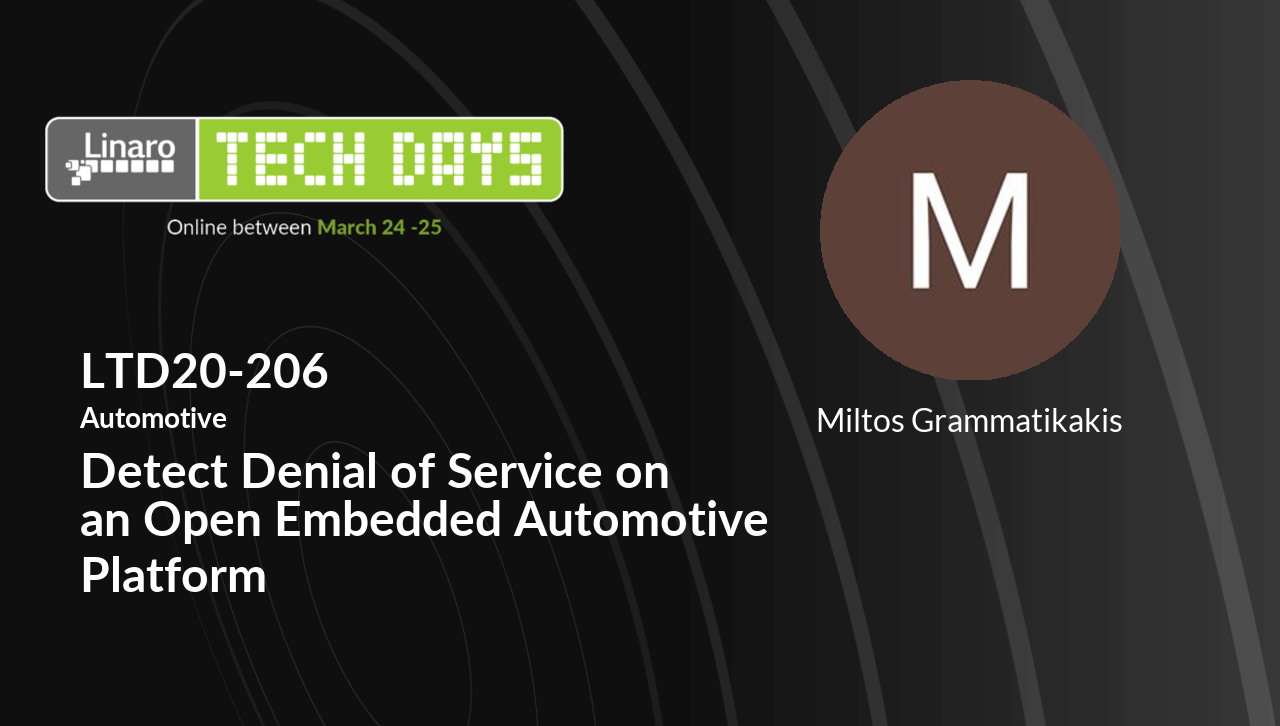 Linaro
TECH DAYS
Online between March 24 -25
LTD20-206
Automotive
Detect Denial of Service on
an Open Embedded Automotive
Platform
M
Miltos Grammatikakis